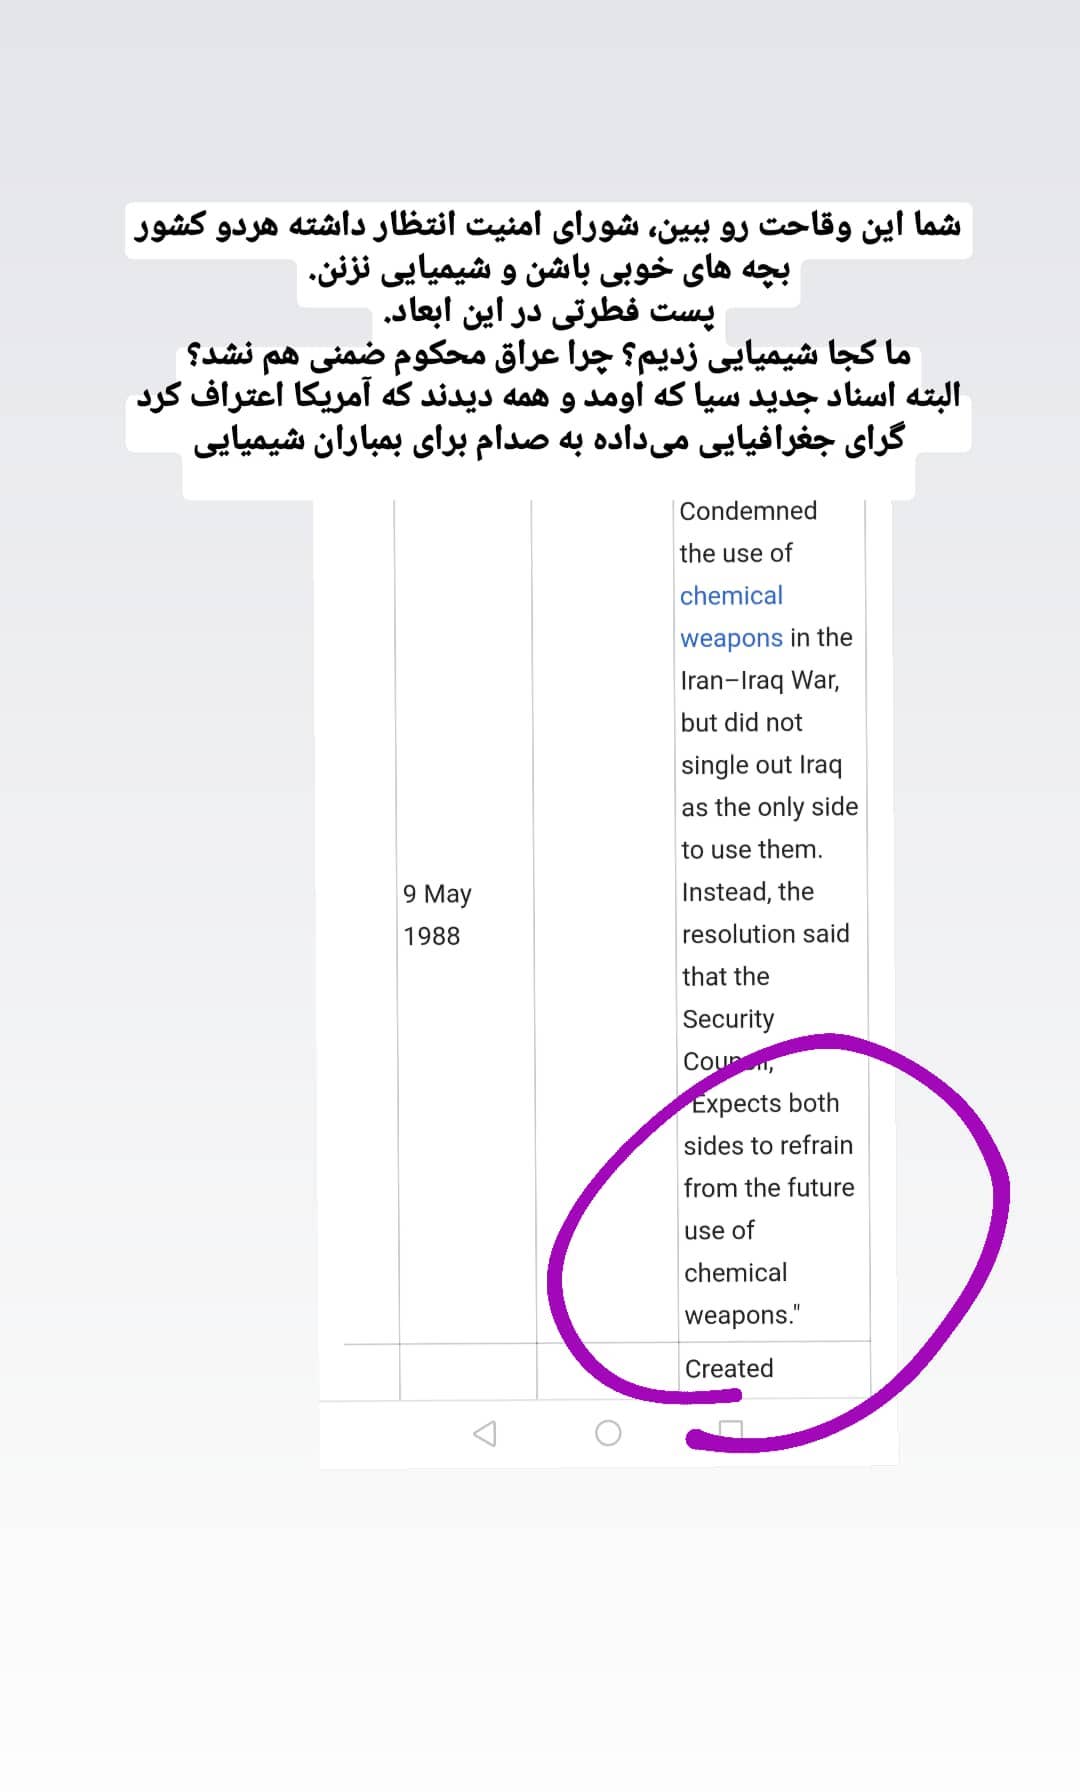 شما این وقاحت رو ببین، شورای امنیت انتظار داشته هردو کشور
بچه های خوبی باشن و شیمیایی نزنن.
پست فطرتی در این ابعاد.
ما کجا شیمیایی زدیم؟ چرا عراق محکوم ضمنی هم نشد؟
البته اسناد جدید سیا که اومد و همه دیدند که آمریکا اعتراف کرد
گرای جغرافیایی می‌داده به صدام برای بمباران شیمیایی
Condemned
the use of
chemical
weapons in the
Iran–Iraq War,
but did not
single out Iraq
as the only side
to use them.
Instead, the
resolution said
that the
Security
Council,
"Expects both
sides to refrain
from the future
use of
chemical
weapons."
9 May
1988
Created